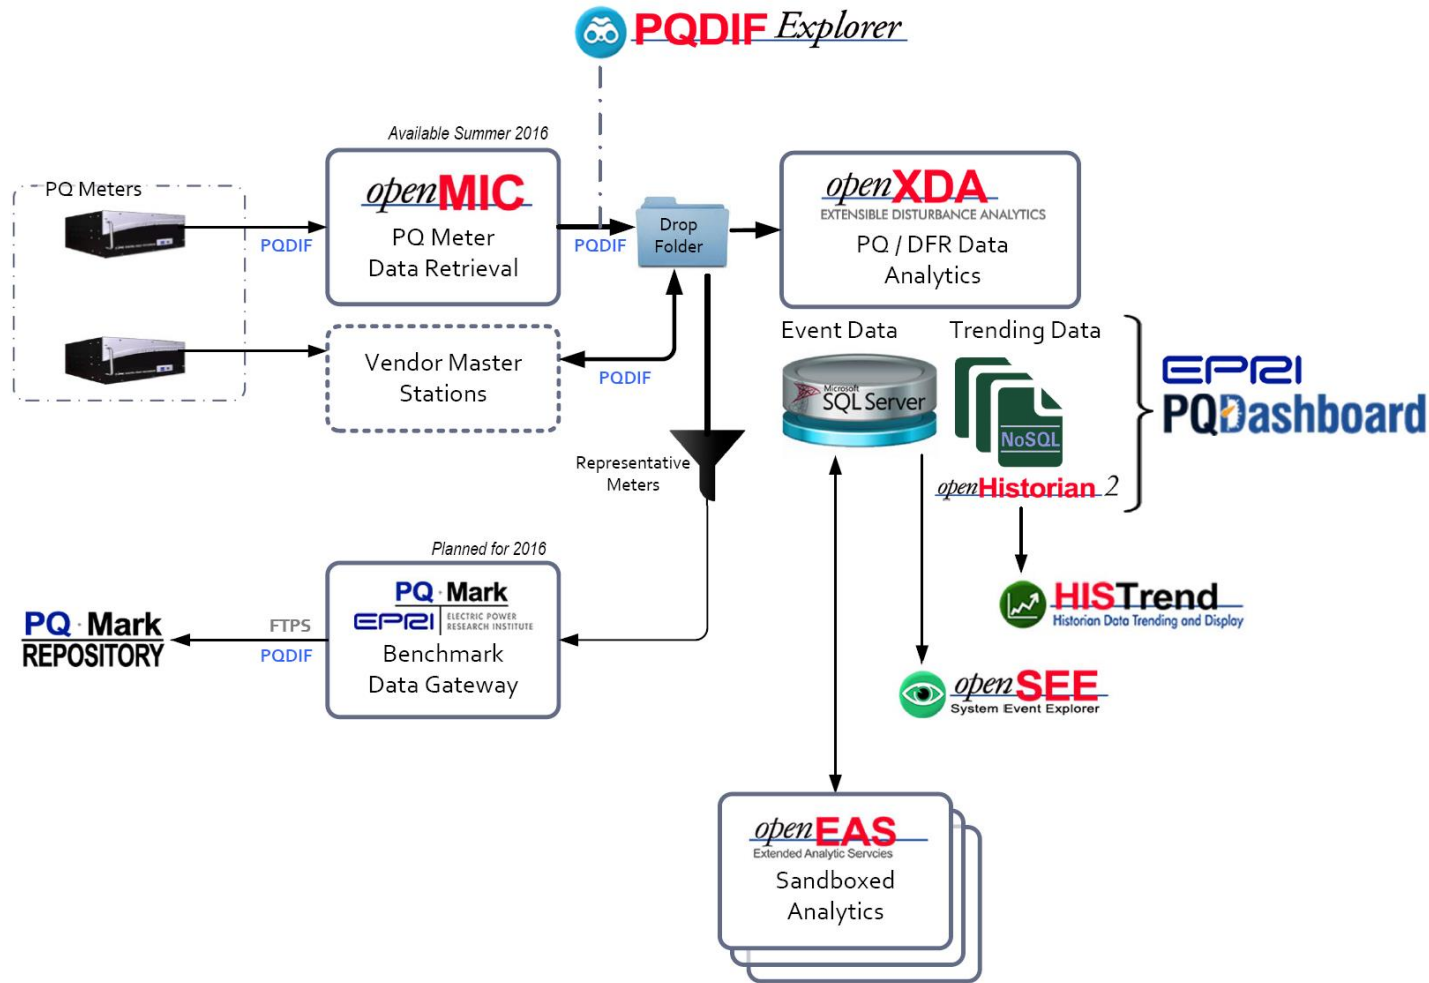 PQDIF Explorer
Available Summer 2016
PQ Meters
openMIC
PQ Meter
Data Retrieval
PQDIF
PQDIF
Drop
Folder
openXDA
EXTENSIBLE DISTURBANCE ANALYTICS
PQ / DFR Data
Analytics
Vendor Master
Stations
PQDIF
Event Data
Trending Data
Microsoft
SQL Server
NoSQL
openHistorian 2
EPRI
PQDashboard
Representative
Meters
Planned for 2016
PQ · Mark
EPRI
ELECTRIC POWER
RESEARCH INSTITUTE
Benchmark
Data Gateway
FTPS
PQDIF
PQ · Mark
REPOSITORY
HISTrend
Historian Data Trending and Display
openSEE
System Event Explorer
openEAS
Extended Analytic Servcies
Sandboxed
Analytics